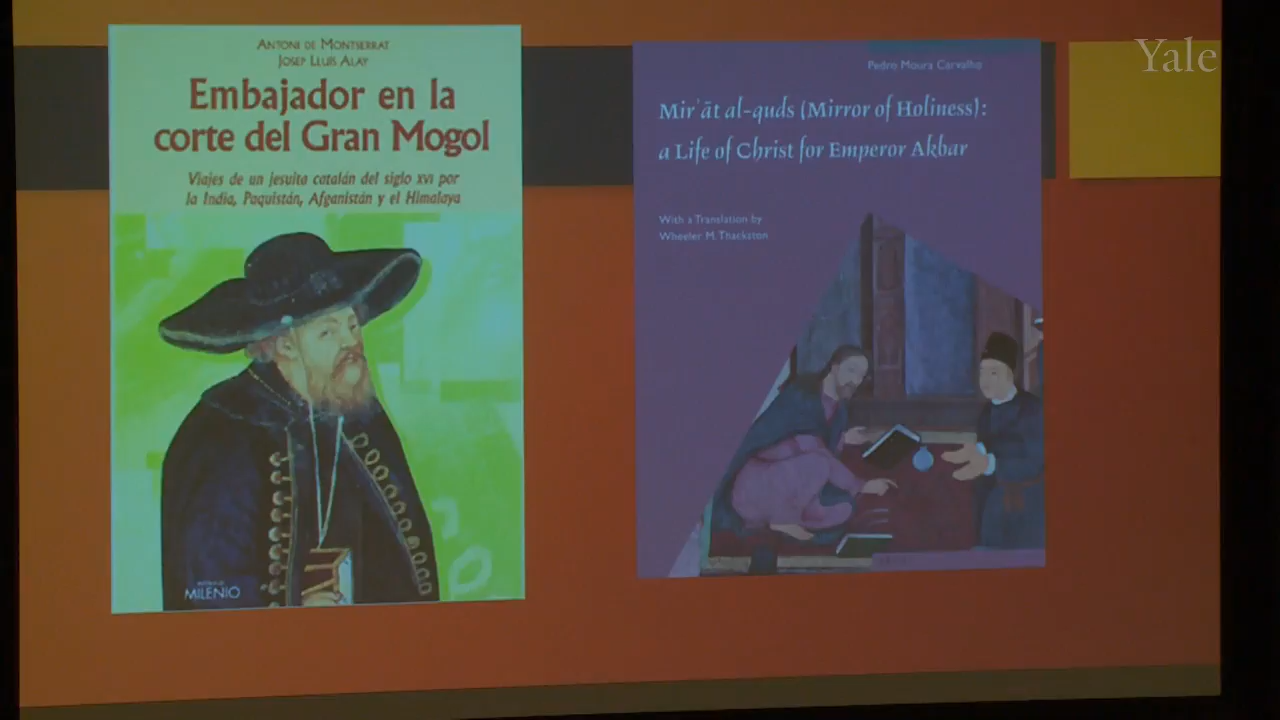 ANTONI DE MONTSERRAT
JOSEP LLUÍS ALAY
Embajador en la
corte del Gran Mogol
Viajes de un jesuita catalán del siglo XVI por
la India, Paquistán, Afganistán y el Himalaya
MILENIO
Pedro Moura Carvalho
Mirʾāt al-quds (Mirror of Holiness):
a Life of Christ for Emperor Akbar
With a Translation by
Wheeler M. Thackston
Yale